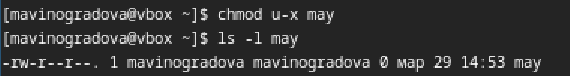 [mavinogradova@vbox ~]$ chmod u-x may
[mavinogradova@vbox ~]$ ls -l may
-rw-r--r--. 1 mavinogradova mavinogradova 0 мар 29 14:53 may